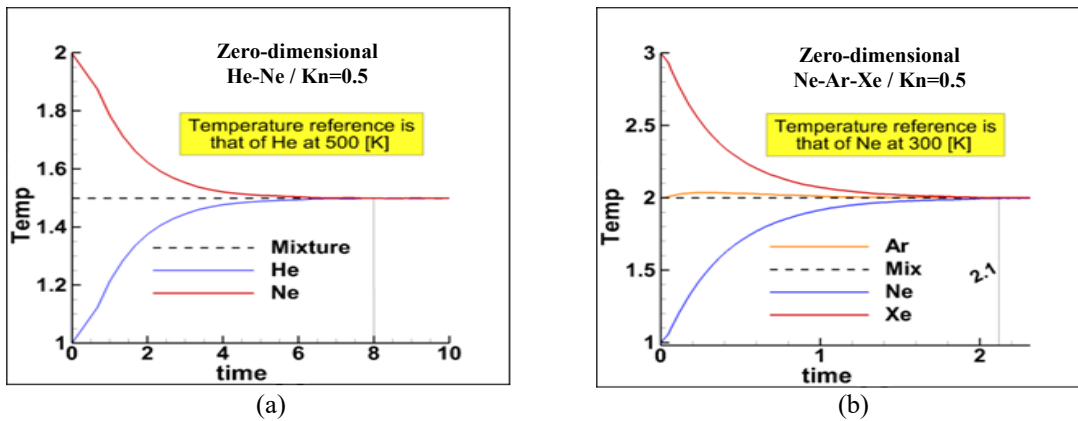 Zero-dimensional
He-Ne / Kn=0.5
Temperature reference is
that of He at 500 [K]
Temp
2
1.8
1.6
1.4
1.2
1
Mixture
He
Ne
0
2
4
6
8
10
time
(a)
Zero-dimensional
Ne-Ar-Xe / Kn=0.5
Temperature reference is
that of Ne at 300 [K]
Temp
3
2.5
2
1.5
1
Ar
Mix
Ne
Xe
2.1
0
1
2
time
(b)